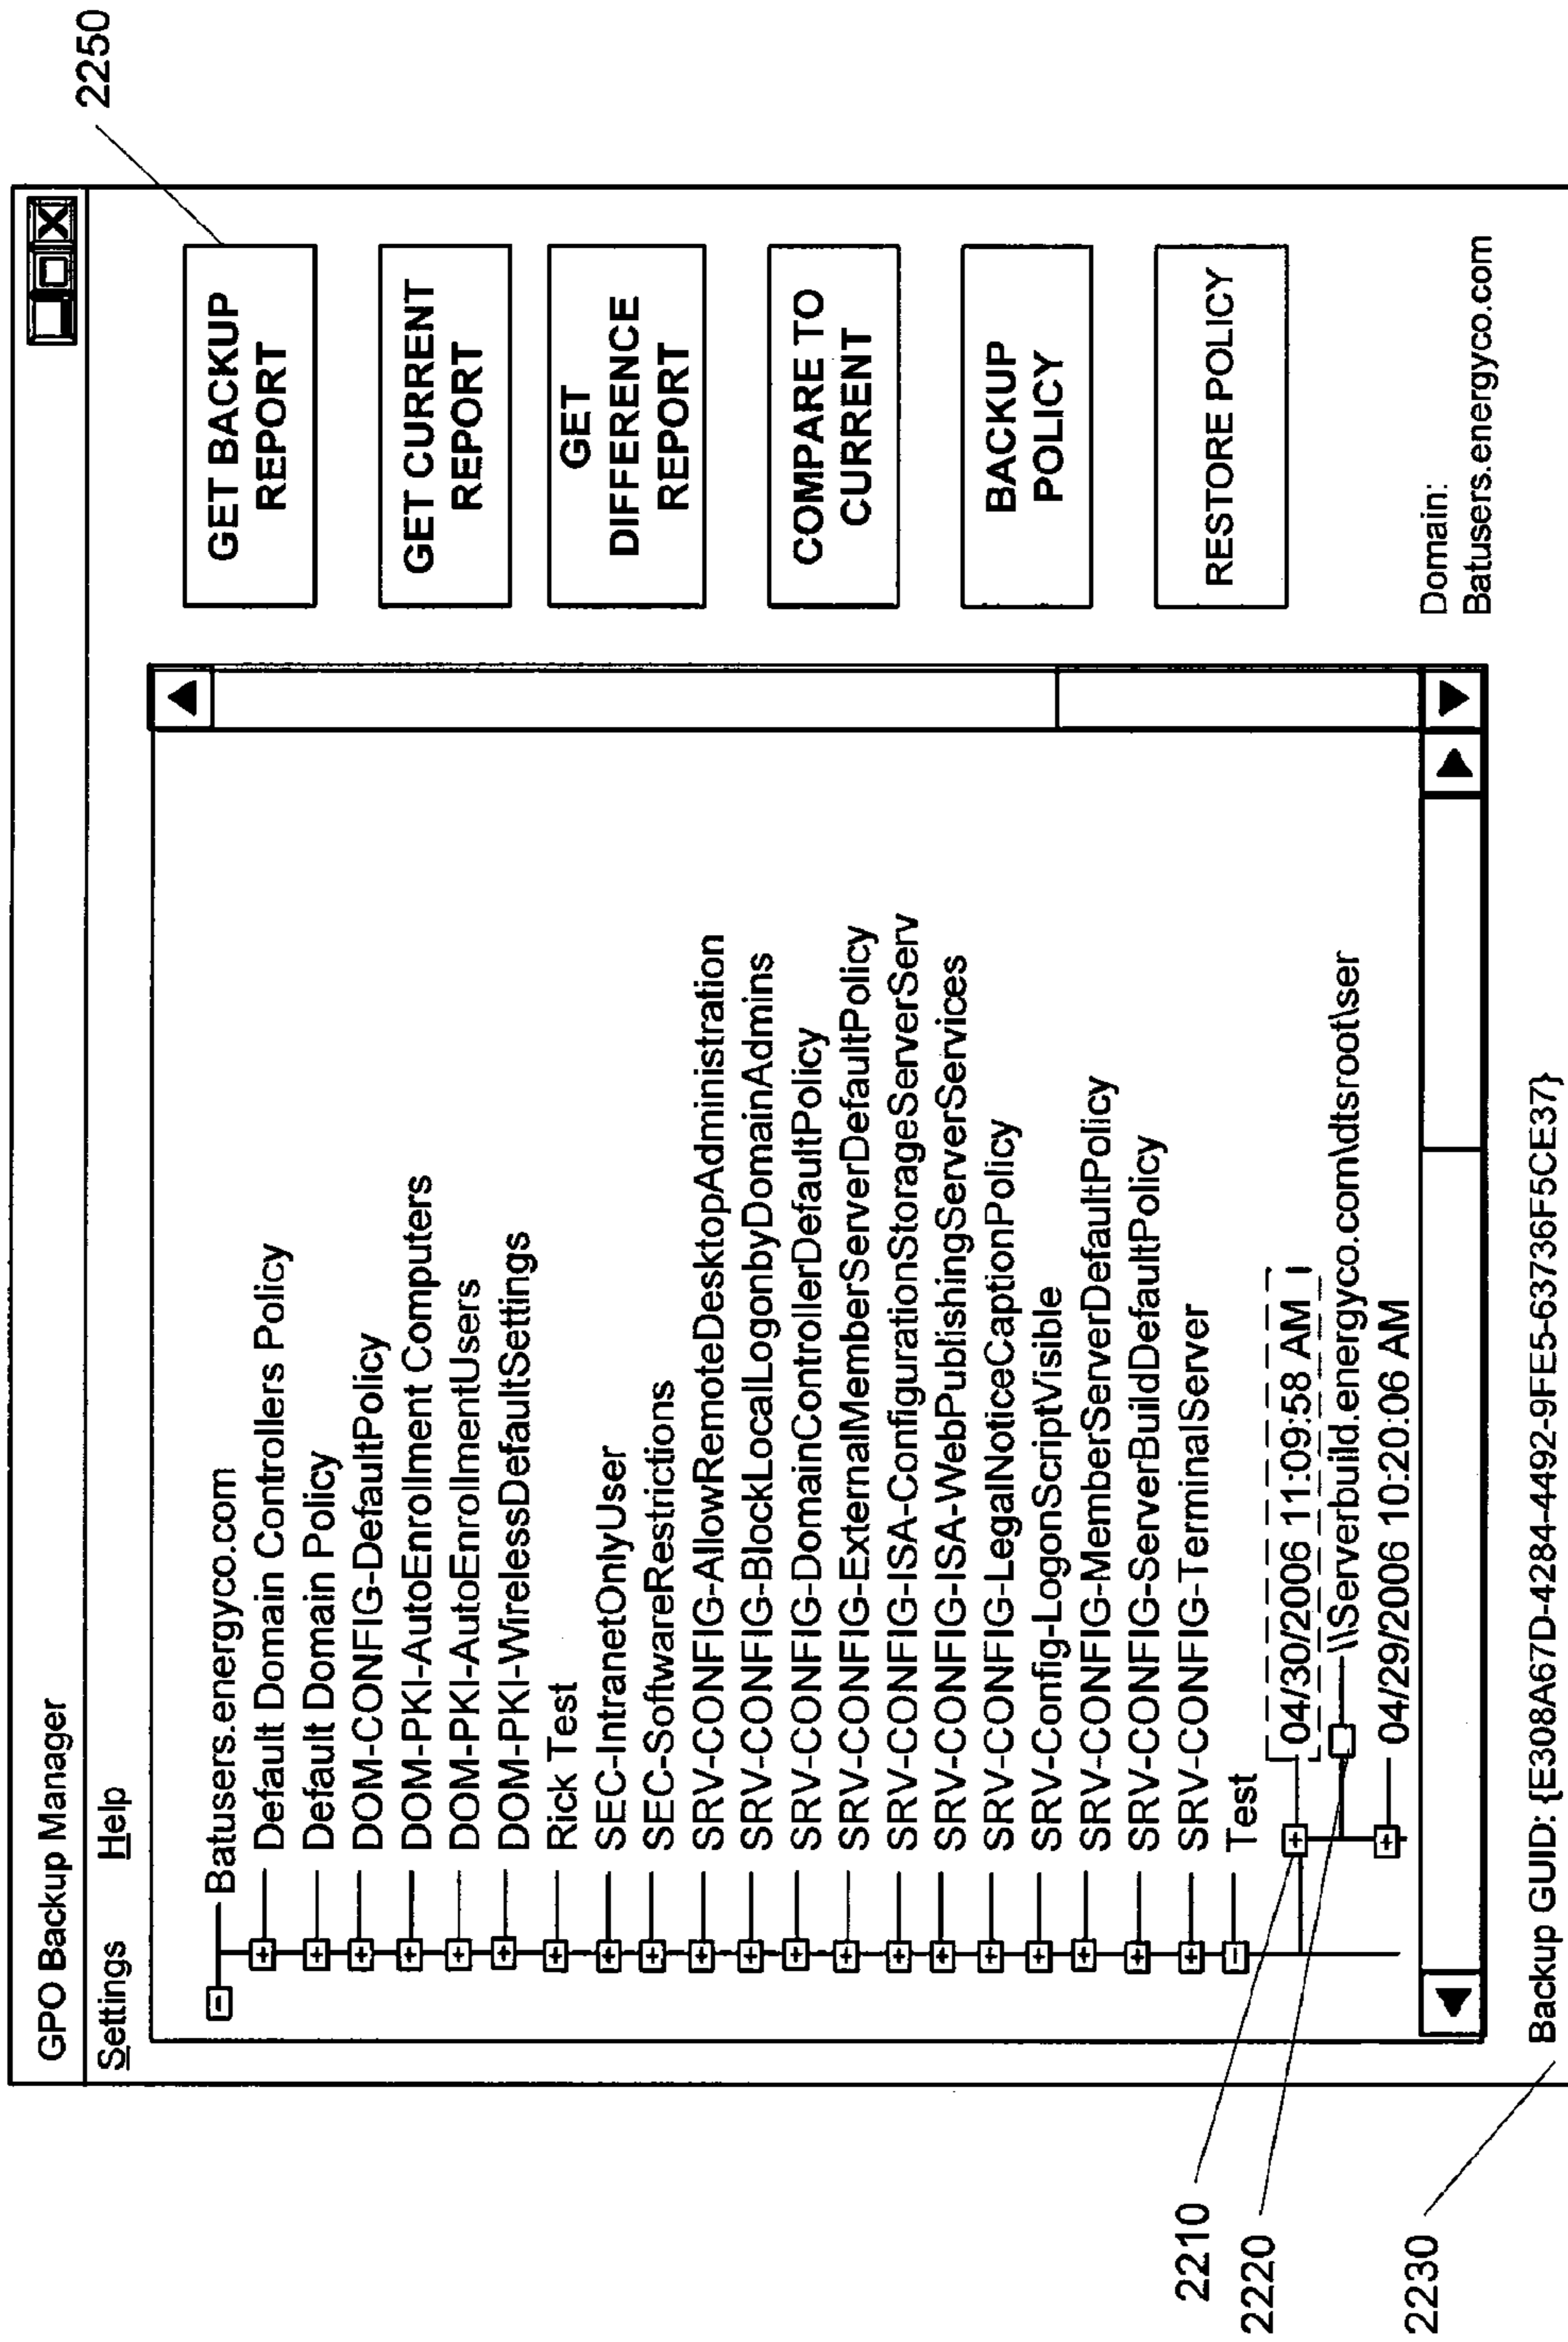 GPO Backup Manager
Settings Help
Batusers.energyco.com
Default Domain Controllers Policy
Default Domain Policy
DOM-CONFIG-DefaultPolicy
DOM-PKI-AutoEnrollment Computers
DOM-PKI-AutoEnrollmentUsers
DOM-PKI-WirelessDefaultSettings
Rick Test
SEC-IntranetOnlyUser
SEC-SoftwareRestrictions
SRV-CONFIG-AllowRemoteDesktopAdministration
SRV-CONFIG-BlockLocalLogonbyDomainAdmins
SRV-CONFIG-DomainControllerDefaultPolicy
SRV-CONFIG-ExternalMemberServerDefaultPolicy
SRV-CONFIG-ISA-ConfigurationStorageServerServ
SRV-CONFIG-ISA-WebPublishingServerServices
SRV-CONFIG-LegalNoticeCaptionPolicy
SRV-Config-LogonScriptVisible
SRV-CONFIG-MemberServerDefaultPolicy
SRV-CONFIG-ServerBuildDefaultPolicy
SRV-CONFIG-TerminalServer
Test
04/30/2006 11:09:58 AM
\\Serverbuild.energyco.com\dtsroot\ser
04/29/2006 10:20:06 AM
GET BACKUP
REPORT
GET CURRENT
REPORT
GET
DIFFERENCE
REPORT
COMPARE TO
CURRENT
BACKUP
POLICY
RESTORE POLICY
Domain:
Batusers.energyco.com
Backup GUID: {E308A67D-4284-4492-9FE5-63736F5CE37}
2250
2210
2220
2230